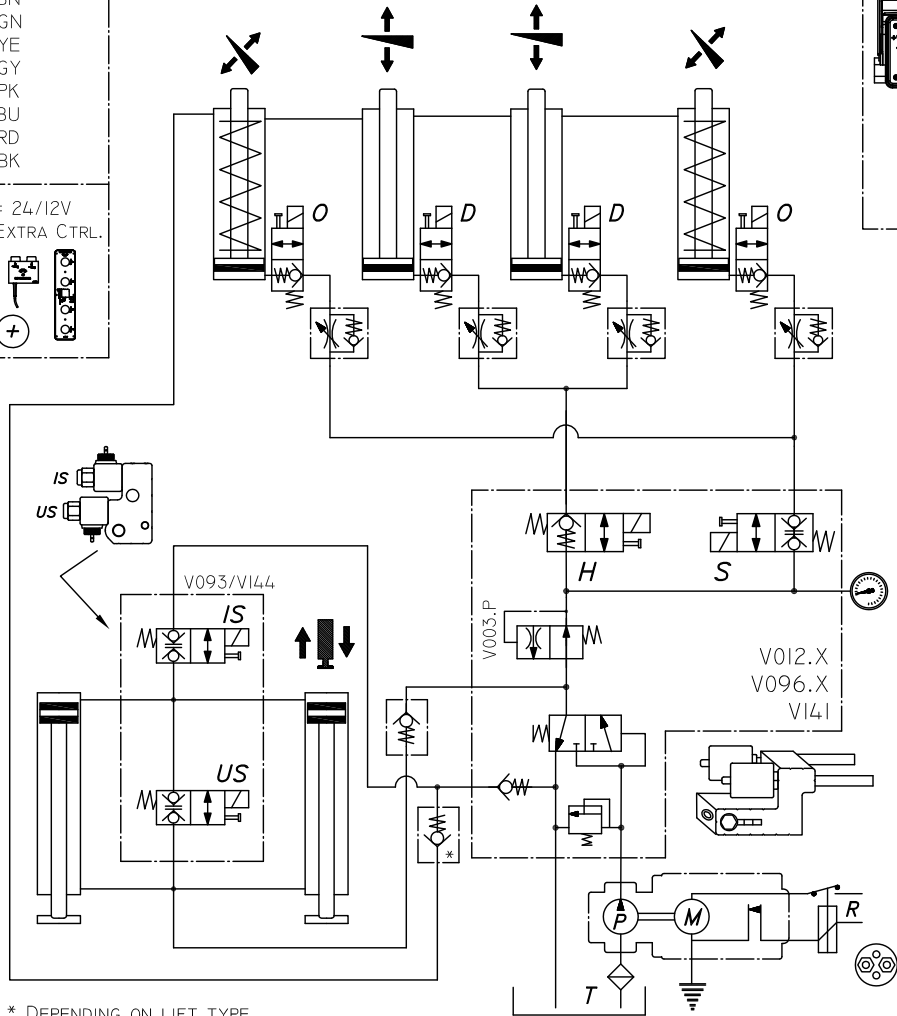 GN
YE
GY
PK
BU
RD
BK
= 24/12V
EXTRA CTRL.
+
O
D
D
O
IS
US
V093/V144
IS
US
H
S
V003.P
V012.X
V096.X
V141
*
P
M
R
T
* DEPENDING ON LIFT TYPE